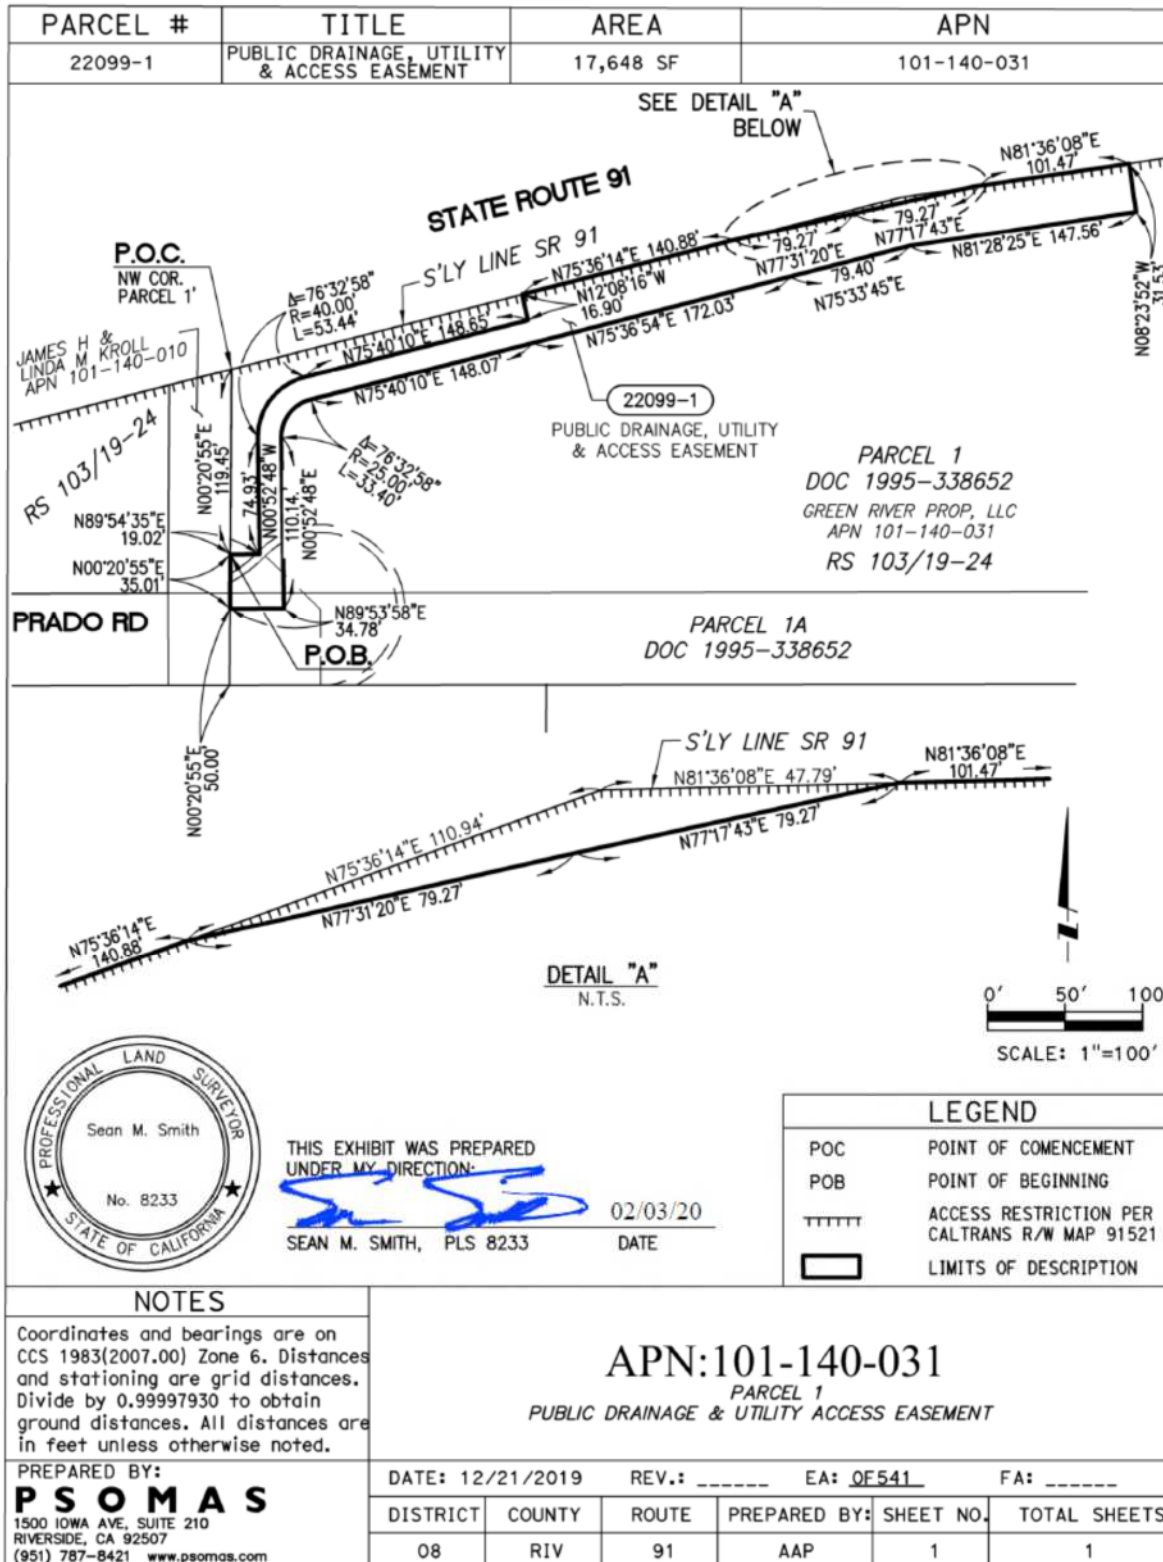 PARCEL # TITLE AREA APN
22099-1 PUBLIC DRAINAGE, UTILITY & ACCESS EASEMENT 17,648 SF 101-140-031
SEE DETAIL "A"
BELOW
N81°36'08"E
101.47'
STATE ROUTE 91
S'LY LINE SR 91
P.O.C.
NW COR.
PARCEL 1'
Δ=76°32'58"
R=40.00'
L=53.44'
N75°36'14"E 140.88'
79.27'
N77°31'20"E
79.27'
N77°17'43"E
N81°28'25"E 147.56'
N12°08'16"W
16.90'
79.40'
N75°33'45"E
N08°23'52"W
31.53'
N75°40'10"E 148.65'
N75°36'54"E 172.03'
N75°40'10"E 148.07'
JAMES H &
LINDA M KROLL
APN 101-140-010
22099-1
PUBLIC DRAINAGE, UTILITY
& ACCESS EASEMENT
RS 103/19-24
N00°20'55"E
119.45'
74.93'
N00°52'48"W
110.14'
N00°52'48"E
Δ=76°32'58"
R=25.00'
L=33.40'
PARCEL 1
DOC 1995-338652
GREEN RIVER PROP, LLC
APN 101-140-031
RS 103/19-24
N89°54'35"E
19.02'
N00°20'55"E
35.01'
PRADO RD
N89°53'58"E
34.78'
P.O.B.
PARCEL 1A
DOC 1995-338652
N00°20'55"E
50.00'
S'LY LINE SR 91
N81°36'08"E 47.79'
N81°36'08"E
101.47'
N75°36'14"E 110.94'
N77°17'43"E 79.27'
N77°31'20"E 79.27'
N75°36'14"E
140.88'
DETAIL "A"
N.T.S.
0' 50' 100
SCALE: 1"=100'
PROFESSIONAL LAND SURVEYOR
Sean M. Smith
No. 8233
STATE OF CALIFORNIA
THIS EXHIBIT WAS PREPARED
UNDER MY DIRECTION:
02/03/20
SEAN M. SMITH, PLS 8233 DATE
LEGEND
POC POINT OF COMENCEMENT
POB POINT OF BEGINNING
ACCESS RESTRICTION PER
CALTRANS R/W MAP 91521
LIMITS OF DESCRIPTION
NOTES
Coordinates and bearings are on
CCS 1983(2007.00) Zone 6. Distances
and stationing are grid distances.
Divide by 0.99997930 to obtain
ground distances. All distances are
in feet unless otherwise noted.
APN:101-140-031
PARCEL 1
PUBLIC DRAINAGE & UTILITY ACCESS EASEMENT
PREPARED BY:
PSOMAS
1500 IOWA AVE, SUITE 210
RIVERSIDE, CA 92507
(951) 787-8421 www.psomas.com
DATE: 12/21/2019 REV.: ______ EA: 0F541 FA: ______
DISTRICT COUNTY ROUTE PREPARED BY: SHEET NO. TOTAL SHEETS
08 RIV 91 AAP 1 1